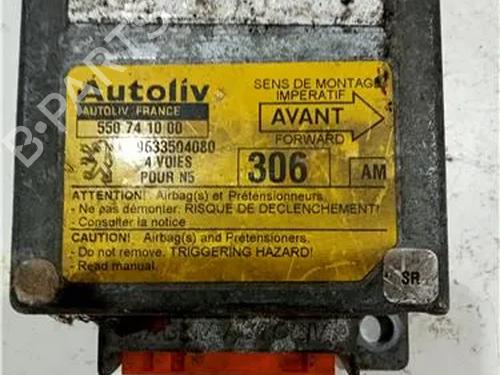 Autoliv
AUTOLIV FRANCE
550 74 10 00
9633504080
4 VOIES
POUR N5
SENS DE MONTAGE
IMPERATIF
AVANT
FORWARD
306
AM
ATTENTION! Airbag(s) et Prétensionneurs.
- Ne pas démonter. RISQUE DE DECLENCHEMENT!
- Consulter la notice
CAUTION! Airbag(s) and Pretensioners.
- Do not remove. TRIGGERING HAZARD!
- Read manual.
SR
B-PARTS